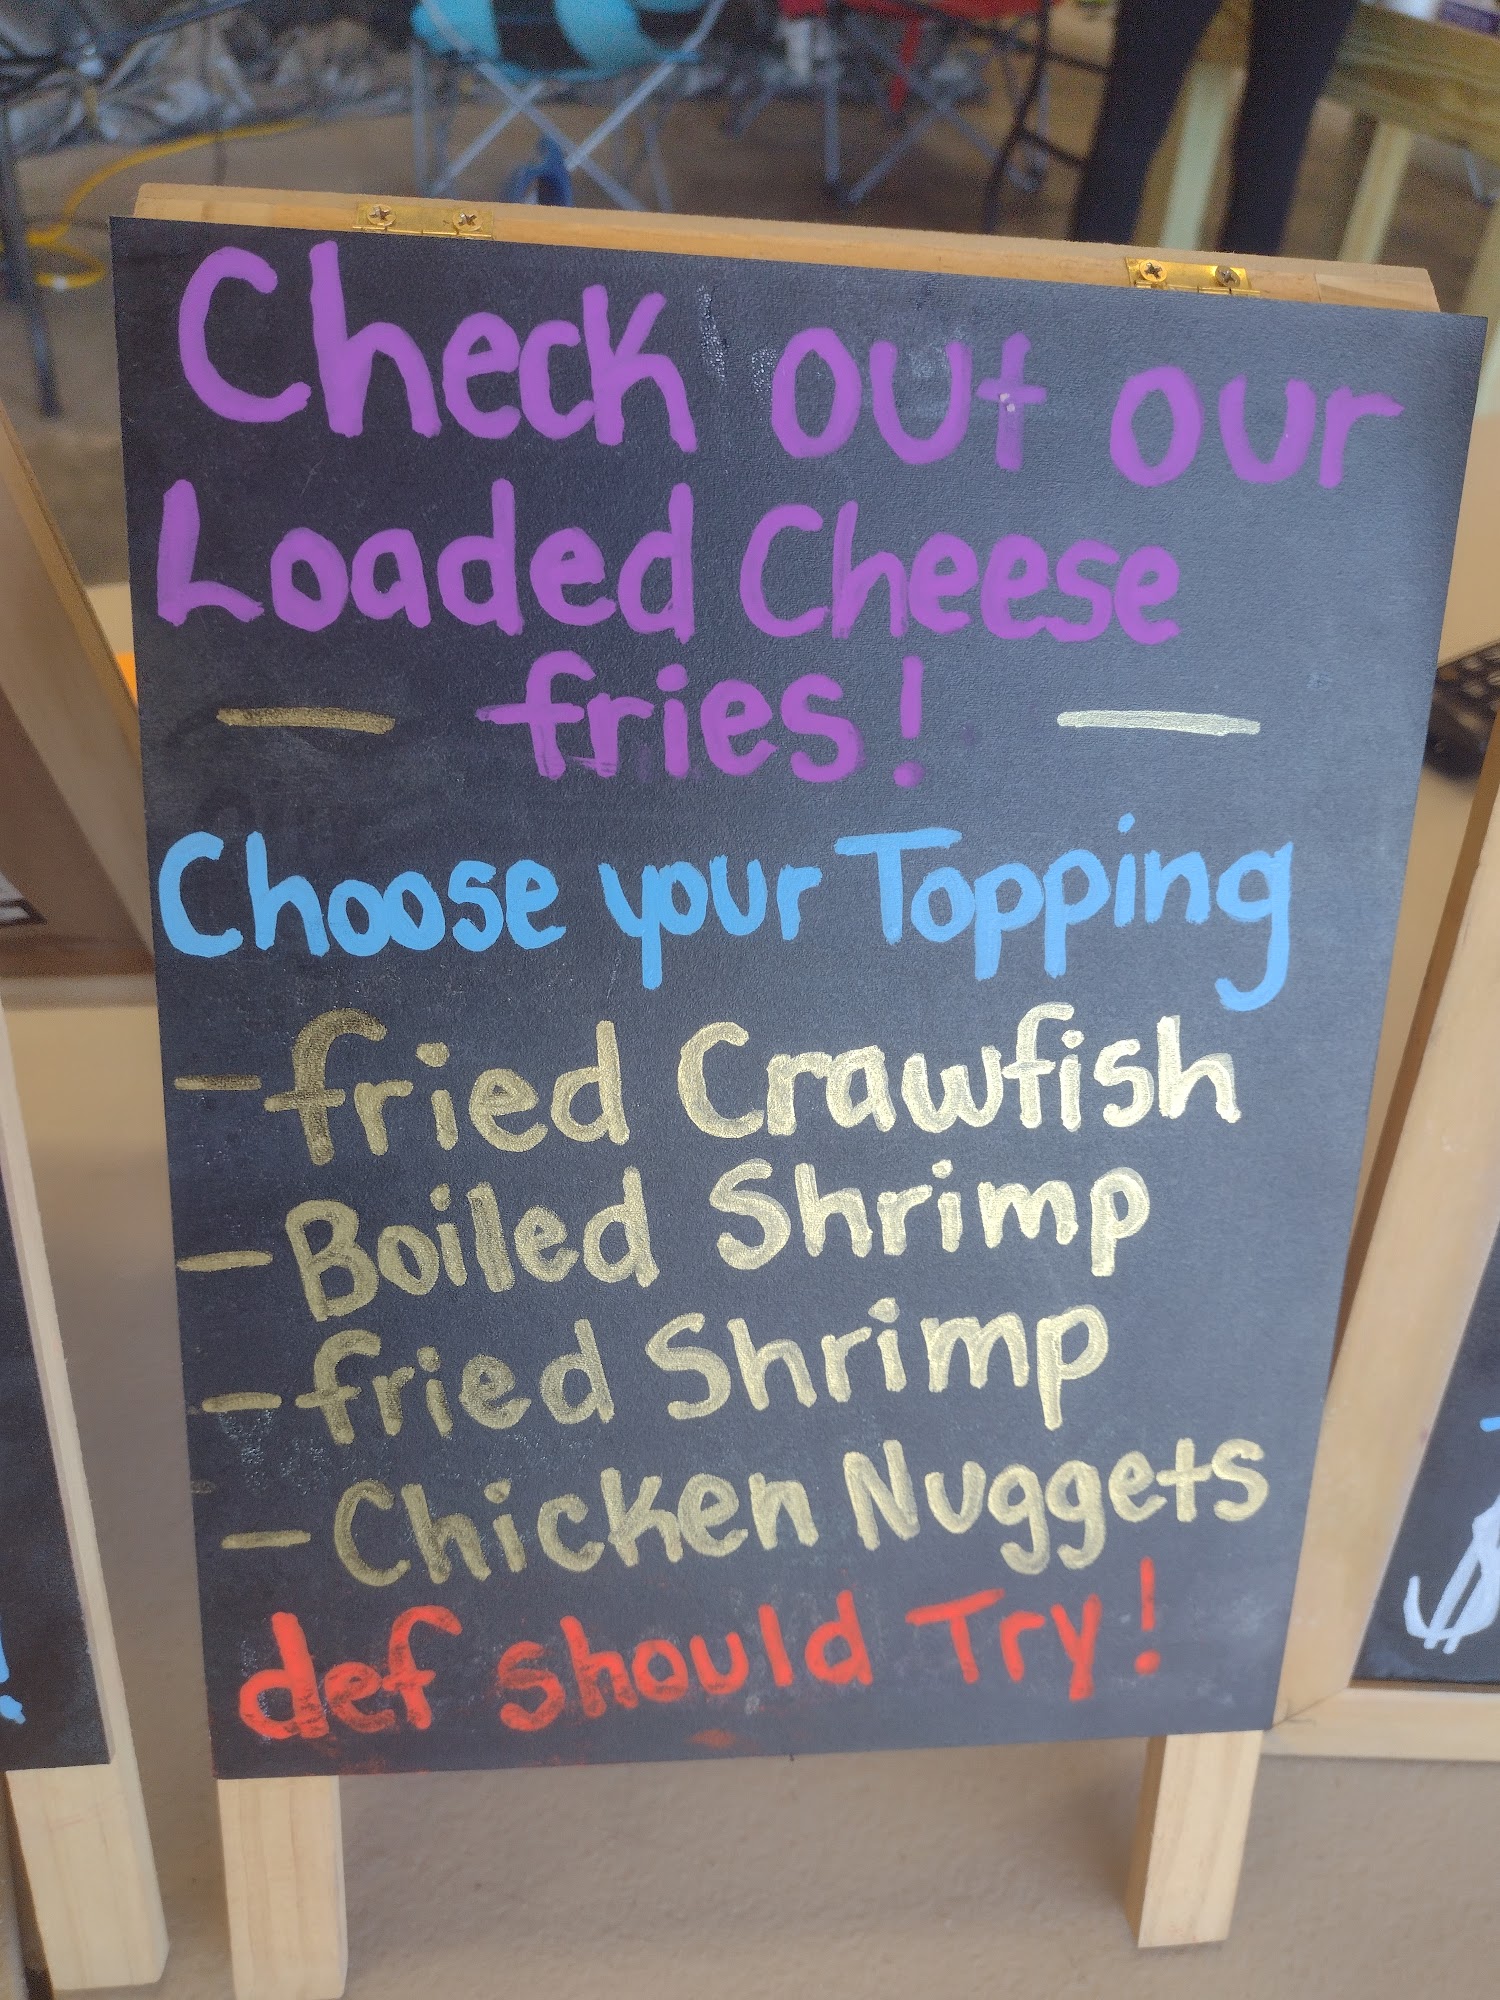 Check out our
Loaded Cheese
- fries! -
Choose your Topping
- fried Crawfish
- Boiled Shrimp
- fried Shrimp
- Chicken Nuggets
def should Try!
$